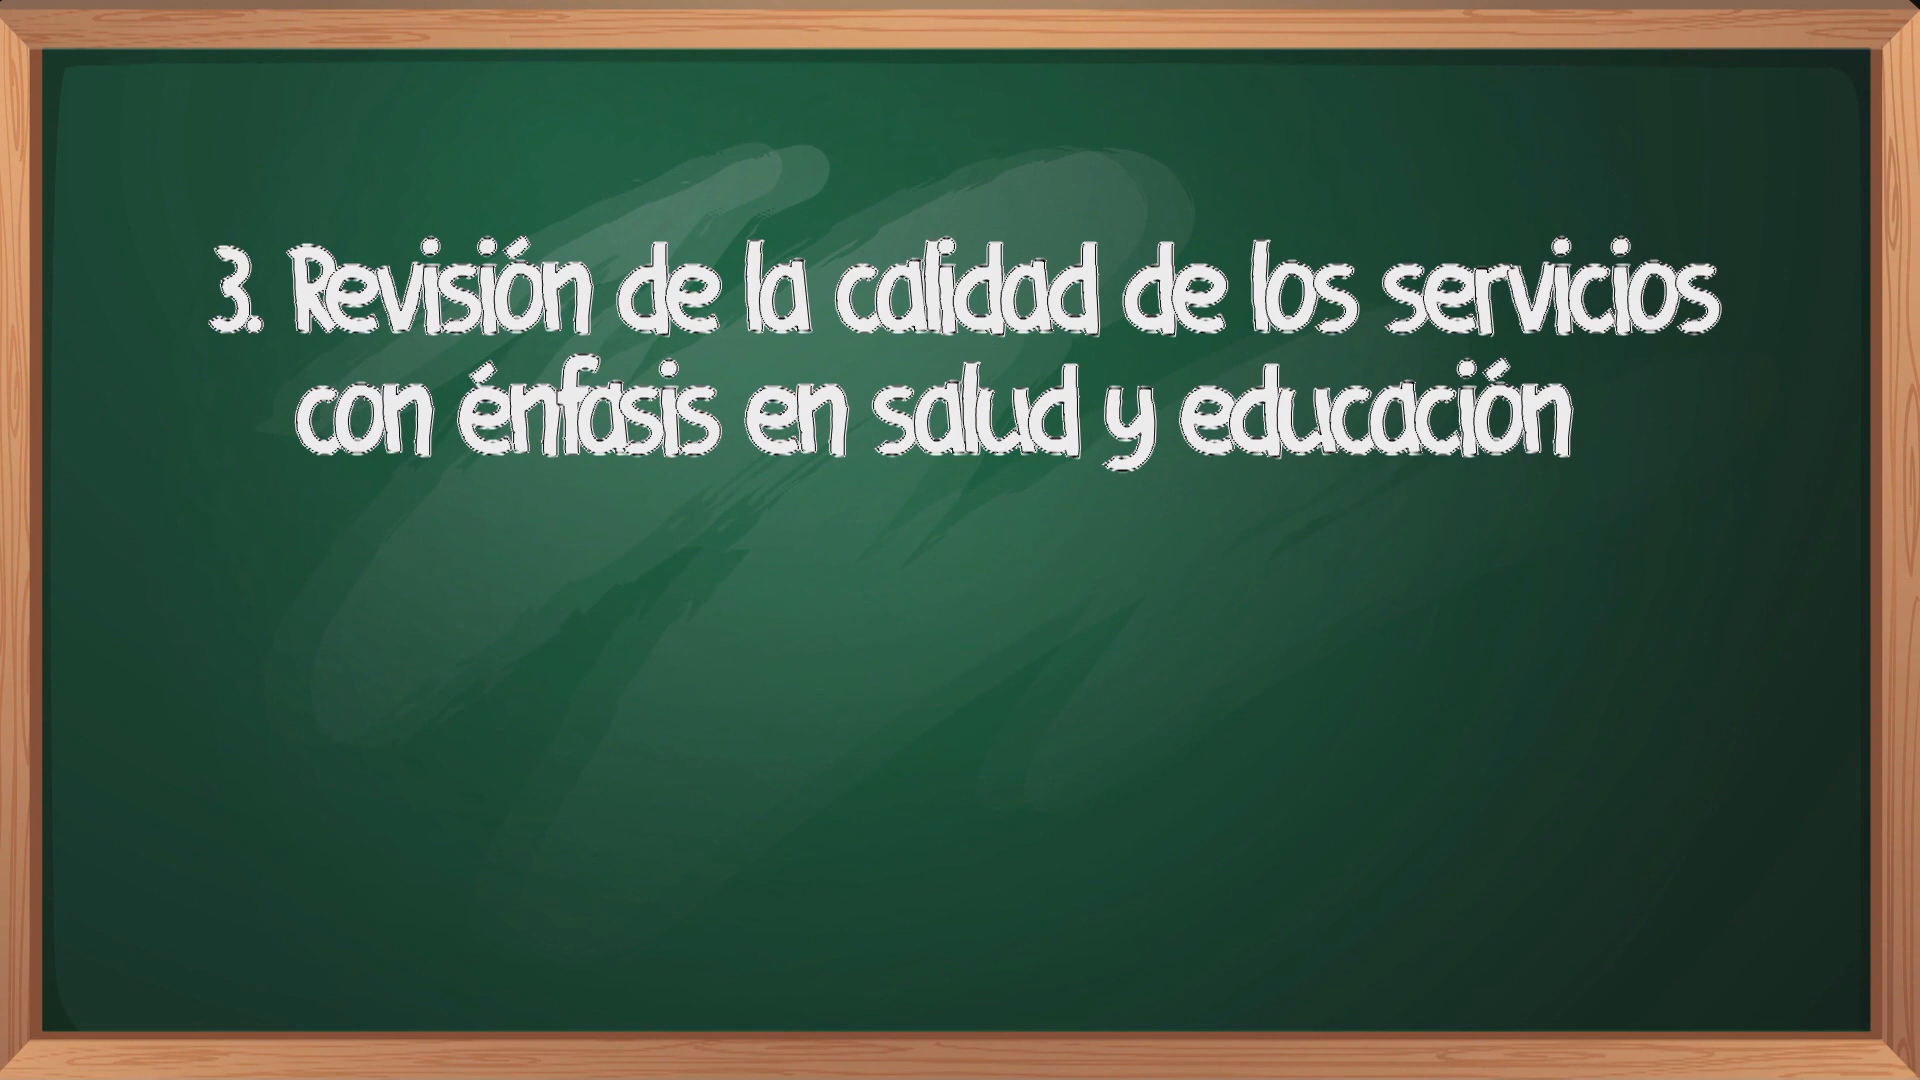 3. Revisión de la calidad de los servicios
con énfasis en salud y educación